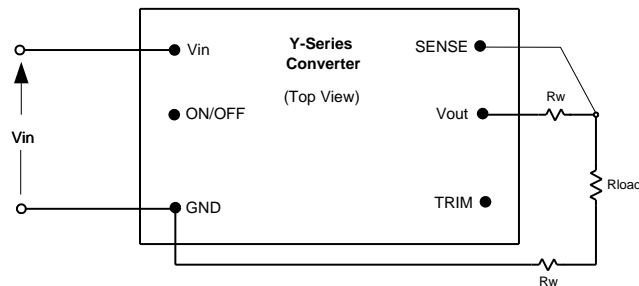 Y-Series
Converter
(Top View)
Vin
SENSE
Rw
ON/OFF
Vout
Vin
Rload
GND
TRIM
Rw